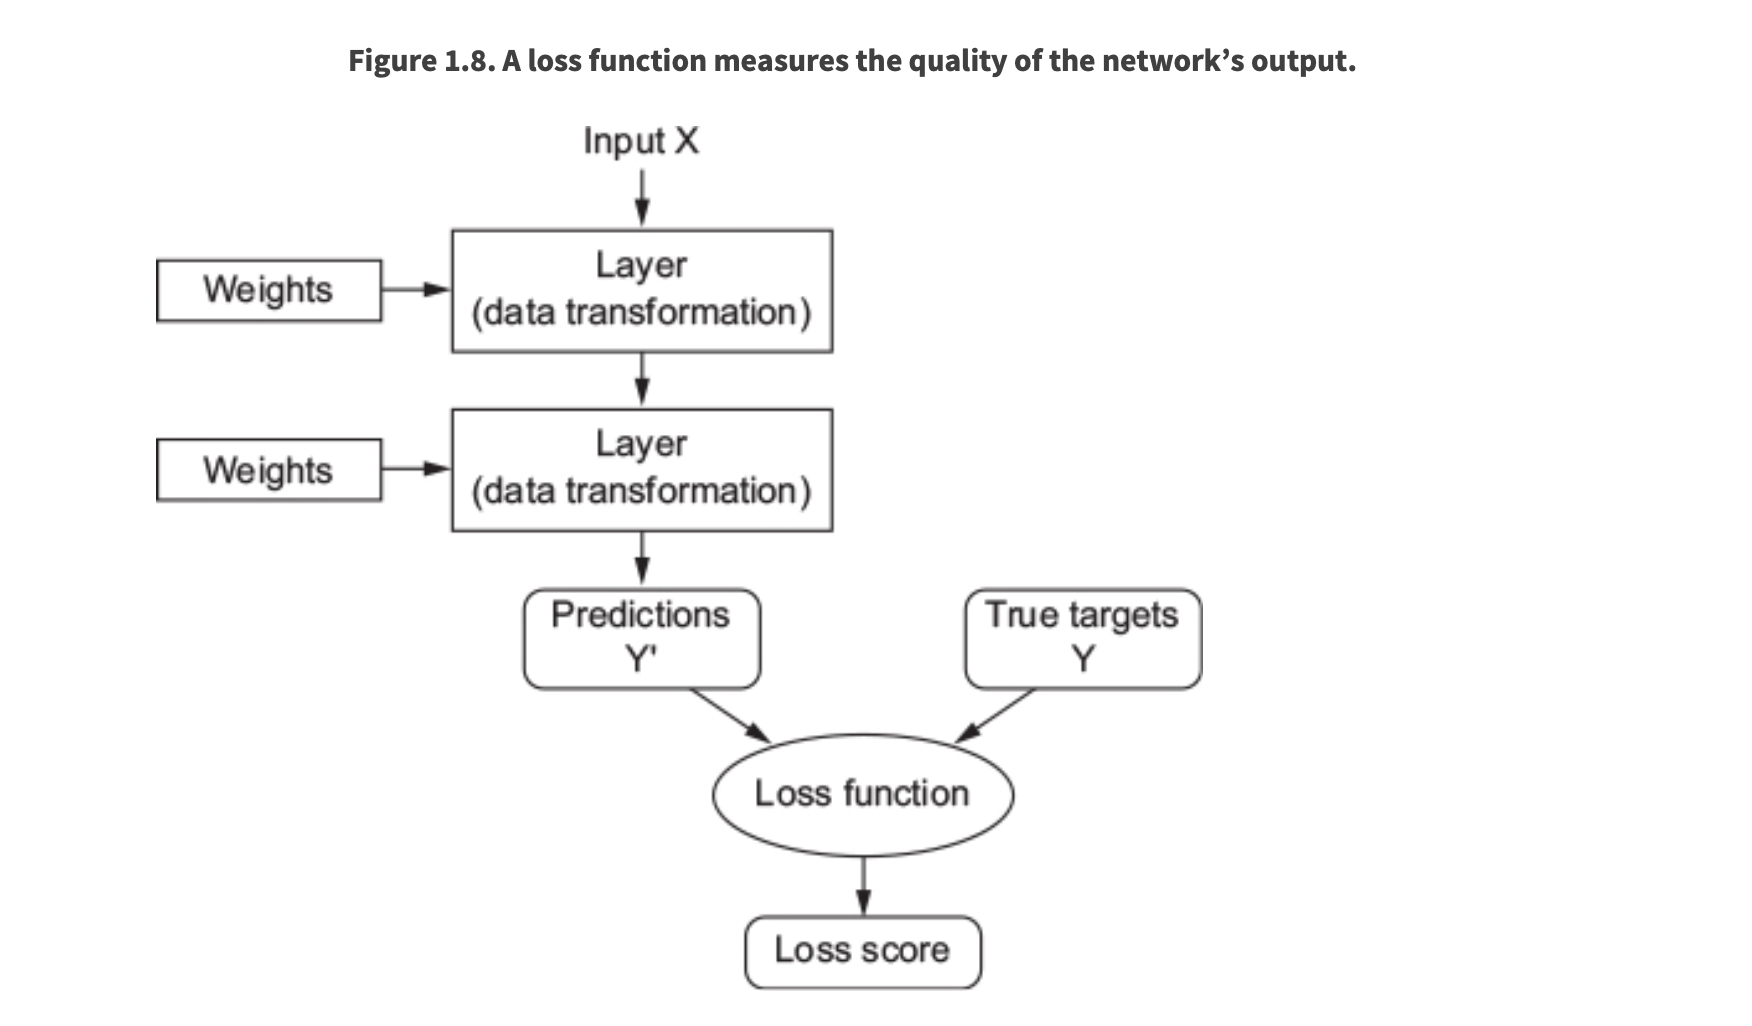 Figure 1.8. A loss function measures the quality of the network’s output.
Input X
Weights
Layer
(data transformation)
Weights
Layer
(data transformation)
Predictions
Y'
True targets
Y
Loss function
Loss score